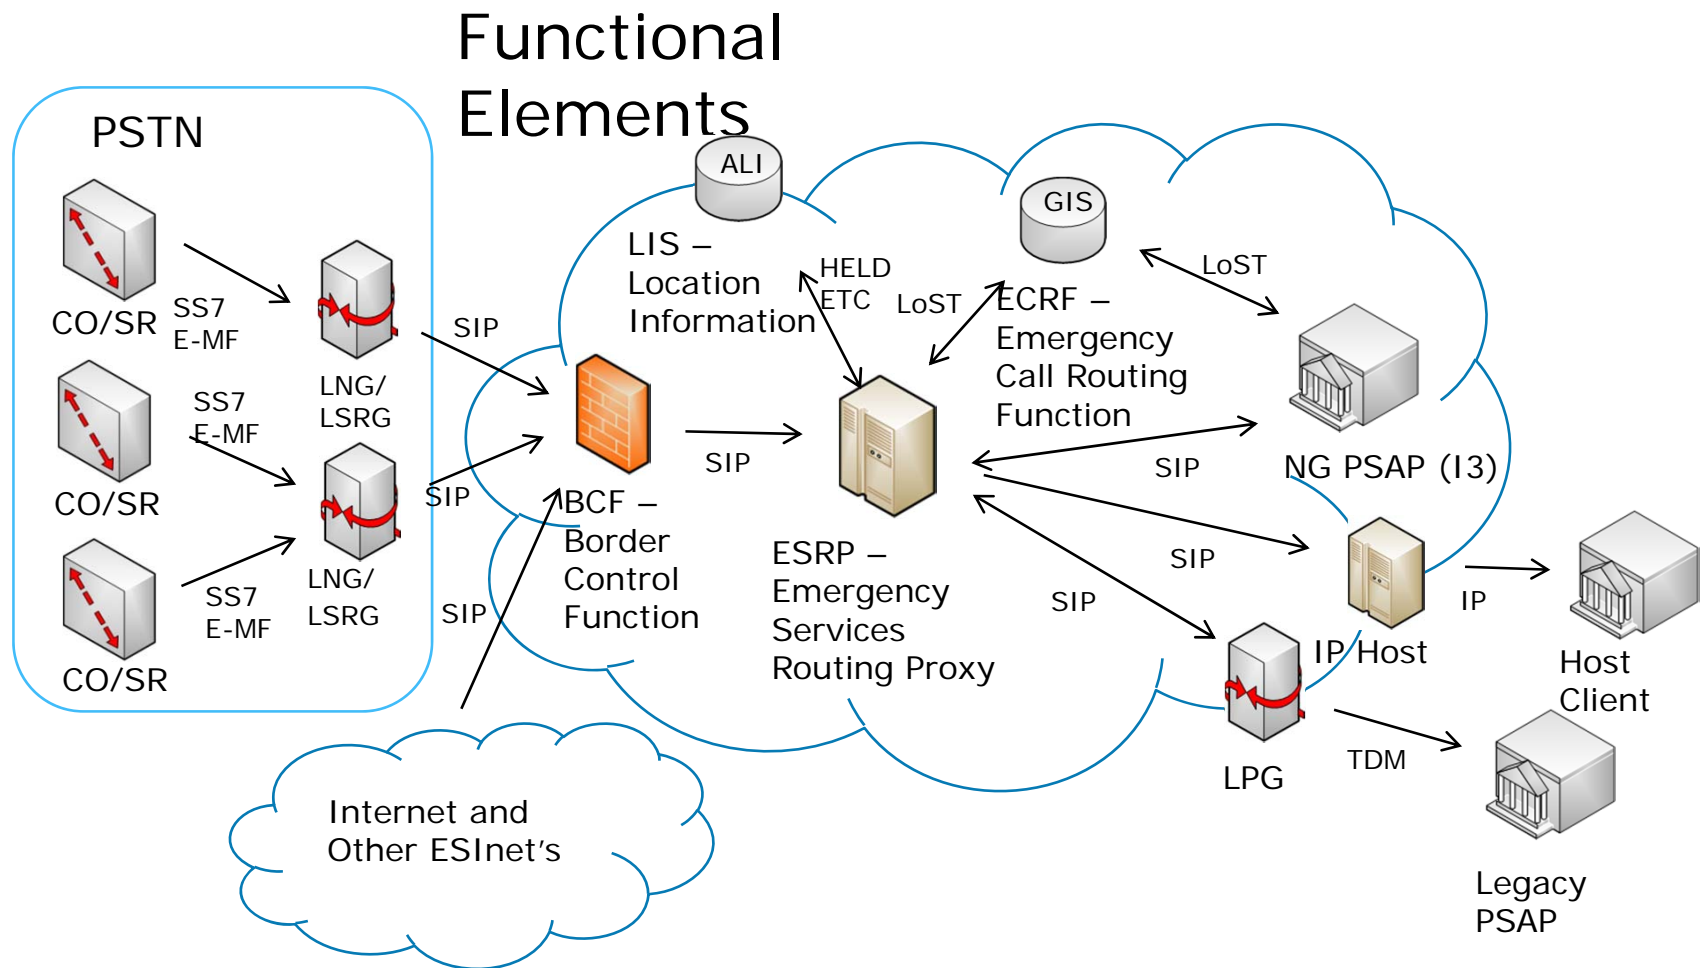 Functional
Elements
PSTN
CO/SR
SS7
E-MF
LNG/
LSRG
CO/SR
SS7
E-MF
LNG/
LSRG
CO/SR
SS7
E-MF
SIP
SIP
SIP
Internet and
Other ESInet's
ALI
LIS –
Location
Information
HELD
ETC
LoST
GIS
ECRF –
Emergency
Call Routing
Function
LoST
BCF –
Border
Control
Function
SIP
ESRP –
Emergency
Services
Routing Proxy
SIP
NG PSAP (I3)
SIP
IP Host
IP
Host
Client
SIP
LPG
TDM
Legacy
PSAP